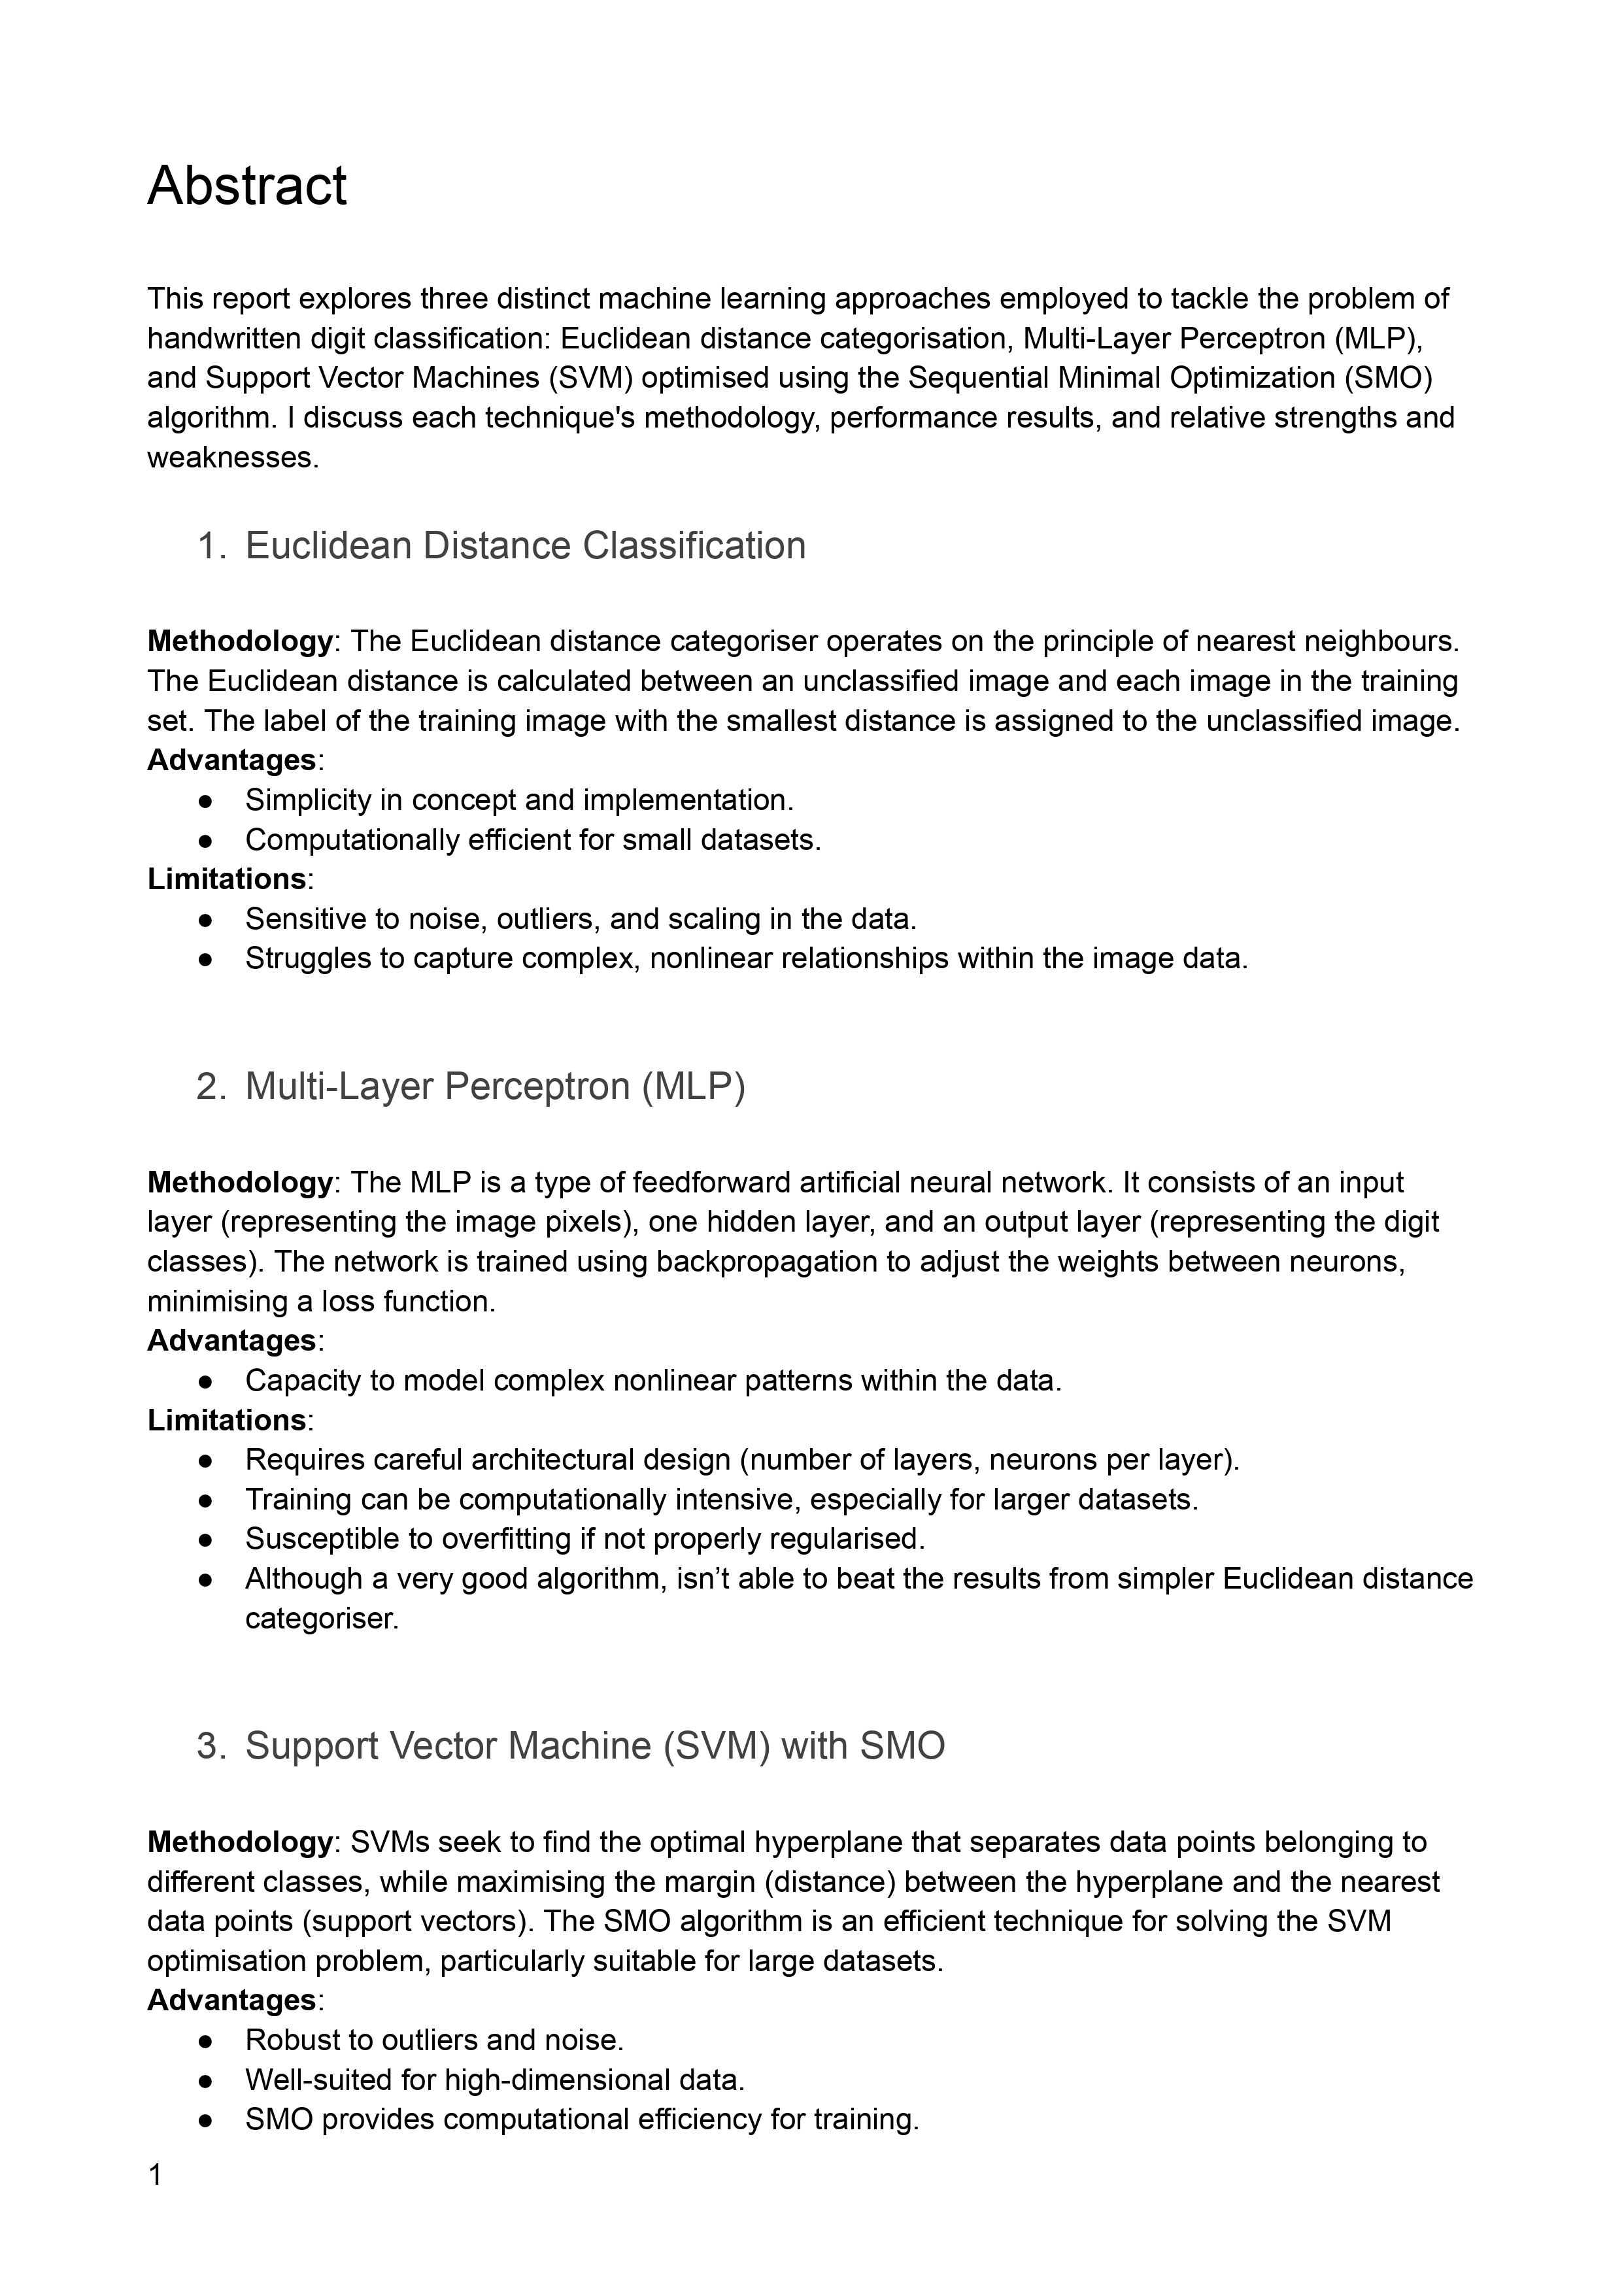 Abstract
This report explores three distinct machine learning approaches employed to tackle the problem of
handwritten digit classification: Euclidean distance categorisation, Multi-Layer Perceptron (MLP),
and Support Vector Machines (SVM) optimised using the Sequential Minimal Optimization (SMO)
algorithm. I discuss each technique's methodology, performance results, and relative strengths and
weaknesses.
1. Euclidean Distance Classification
Methodology: The Euclidean distance categoriser operates on the principle of nearest neighbours.
The Euclidean distance is calculated between an unclassified image and each image in the training
set. The label of the training image with the smallest distance is assigned to the unclassified image.
Advantages:
● Simplicity in concept and implementation.
● Computationally efficient for small datasets.
Limitations:
● Sensitive to noise, outliers, and scaling in the data.
● Struggles to capture complex, nonlinear relationships within the image data.
2. Multi-Layer Perceptron (MLP)
Methodology: The MLP is a type of feedforward artificial neural network. It consists of an input
layer (representing the image pixels), one hidden layer, and an output layer (representing the digit
classes). The network is trained using backpropagation to adjust the weights between neurons,
minimising a loss function.
Advantages:
● Capacity to model complex nonlinear patterns within the data.
Limitations:
● Requires careful architectural design (number of layers, neurons per layer).
● Training can be computationally intensive, especially for larger datasets.
● Susceptible to overfitting if not properly regularised.
● Although a very good algorithm, isn’t able to beat the results from simpler Euclidean distance
categoriser.
3. Support Vector Machine (SVM) with SMO
Methodology: SVMs seek to find the optimal hyperplane that separates data points belonging to
different classes, while maximising the margin (distance) between the hyperplane and the nearest
data points (support vectors). The SMO algorithm is an efficient technique for solving the SVM
optimisation problem, particularly suitable for large datasets.
Advantages:
● Robust to outliers and noise.
● Well-suited for high-dimensional data.
● SMO provides computational efficiency for training.
1